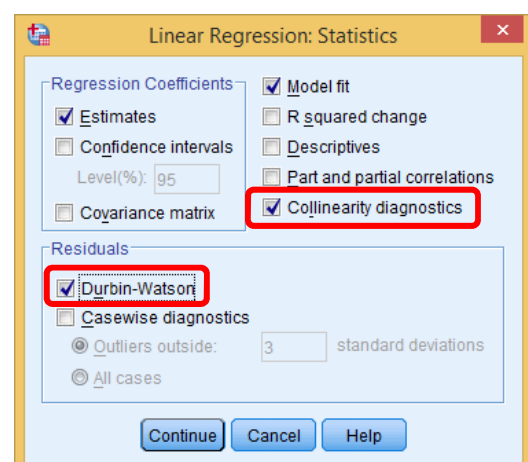 Linear Regression: Statistics
Regression Coefficients
Estimates
Confidence intervals
Level(%): 95
Covariance matrix
Model fit
R squared change
Descriptives
Part and partial correlations
Collinearity diagnostics
Residuals
Durbin-Watson
Casewise diagnostics
Outliers outside: 3 standard deviations
All cases
Continue Cancel Help